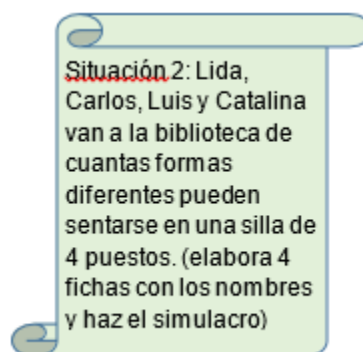 Situación 2: Lida,
Carlos, Luis y Catalina
van a la biblioteca de
cuantas formas
diferentes pueden
sentarse en una silla de
4 puestos. (elabora 4
fichas con los nombres
y haz el simulacro)